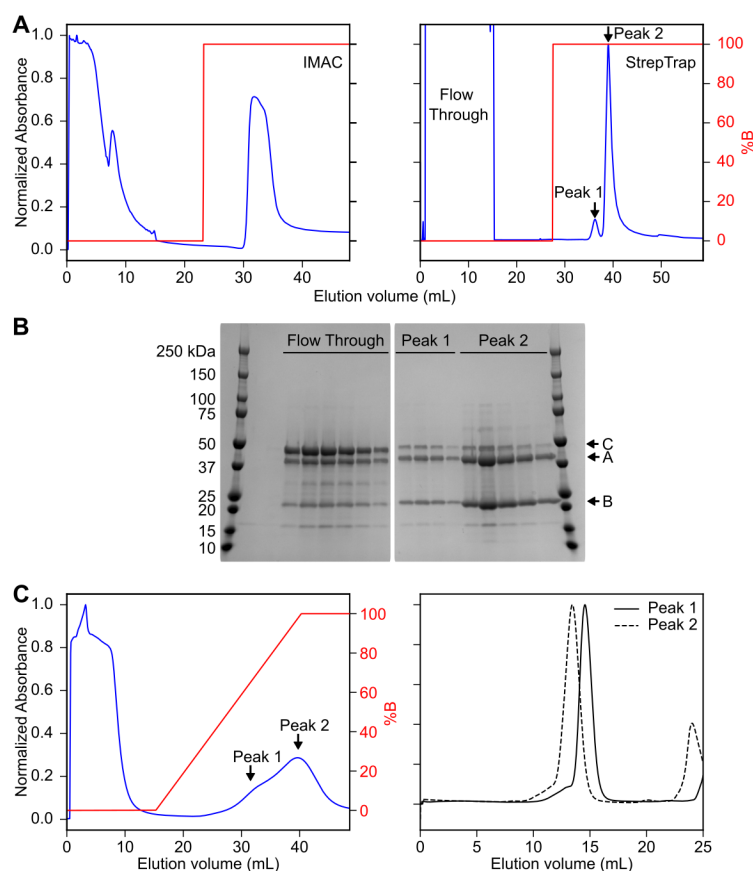 A
Normalized Absorbance
1.0
0.8
0.6
0.4
0.2
0.0
IMAC
0 10 20 30 40
Flow
Through
Peak 1
Peak 2
StrepTrap
100
80
60
40
20
0
%B
0 10 20 30 40 50
Elution volume (mL)
B
Flow Through Peak 1 Peak 2
250 kDa
150
100
75
50
37
25
20
15
10
C
A
B
C
Normalized Absorbance
1.0
0.8
0.6
0.4
0.2
0.0
Peak 1
Peak 2
100
80
60
40
20
0
%B
0 10 20 30 40
Elution volume (mL)
Peak 1
Peak 2
0 5 10 15 20 25
Elution volume (mL)